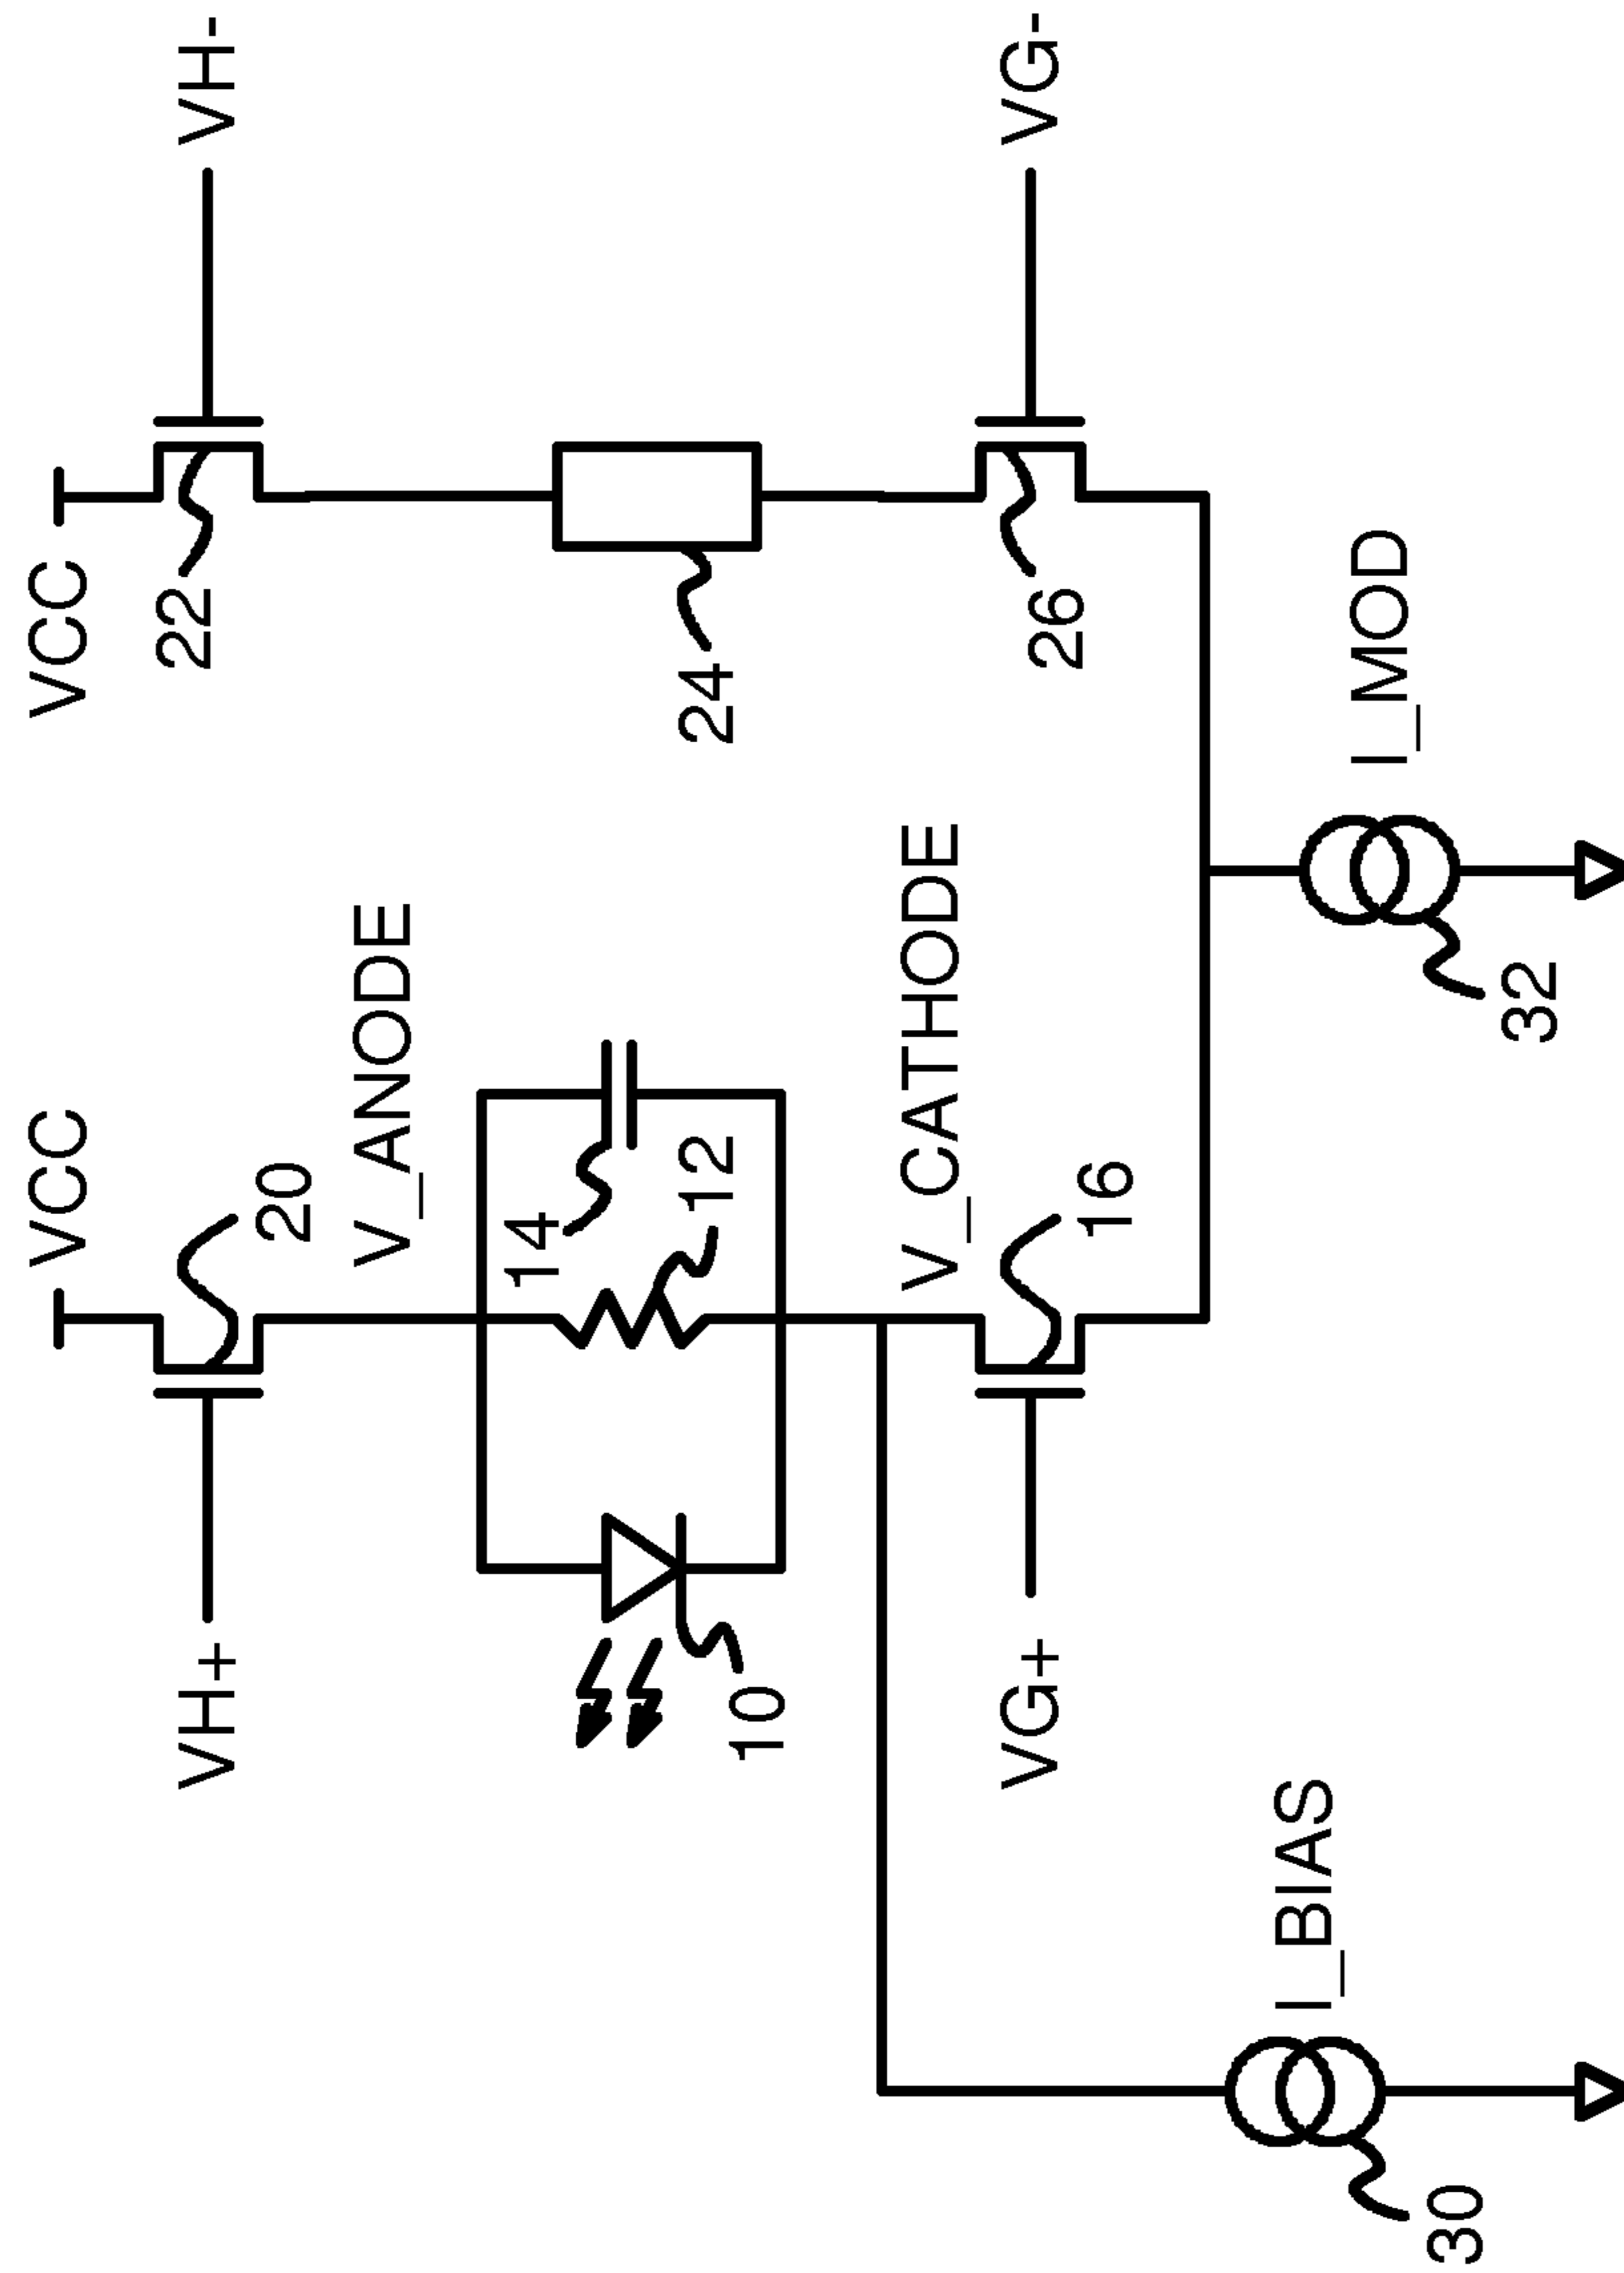 VCC
VCC
VH+
20
22
VH-
V_ANODE
14
12
10
24
V_CATHODE
VG+
16
26
VG-
I_BIAS
I_MOD
30
32